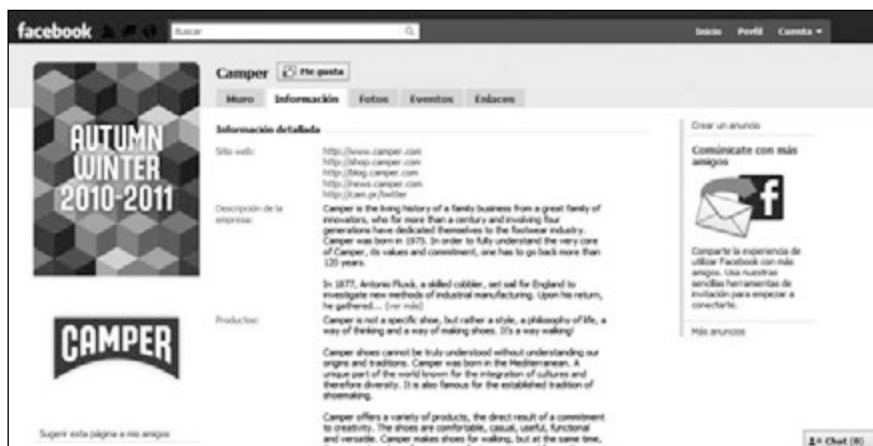 facebook
Buscar
Inicio Perfil Cuenta
Camper Me gusta
Muro Información Fotos Eventos Enlaces
AUTUMN
WINTER
2010-2011
Información detallada
Sitio web:
http://www.camper.com
http://shop.camper.com
http://blog.camper.com
http://news.camper.com
http://cam.pr/twitter
Descripción de la
empresa:
Camper is the living history of a family business from a great family of
innovators, who for more than a century and involving four
generations have dedicated themselves to the footwear industry.
Camper was born in 1975. In order to fully understand the very core
of Camper, its values and commitment, one has to go back more than
120 years.
In 1877, Antonio Fluxà, a skilled cobbler, set sail for England to
investigate new methods of industrial manufacturing. Upon his return,
he gathered... (ver más)
Productos:
Camper is not a specific shoe, but rather a style, a philosophy of life, a
way of thinking and a way of making shoes. It's a way walking!
Camper shoes cannot be truly understood without understanding our
origins and traditions. Camper was born in the Mediterranean. A
unique part of the world known for the integration of cultures and
therefore diversity. It is also famous for the established tradition of
shoemaking.
Camper offers a variety of products, the direct result of a commitment
to creativity. The shoes are comfortable, casual, useful, functional
and versatile. Camper makes shoes for walking, but at the same time,
CAMPER
Sugerir esta página a mis amigos
Crear un anuncio
Comúnicate con más
amigos
f
Comparte la experiencia de
utilizar Facebook con más
amigos. Usa nuestras
sencillas herramientas de
invitación para empezar a
conectarte.
Más anuncios
Chat (0)